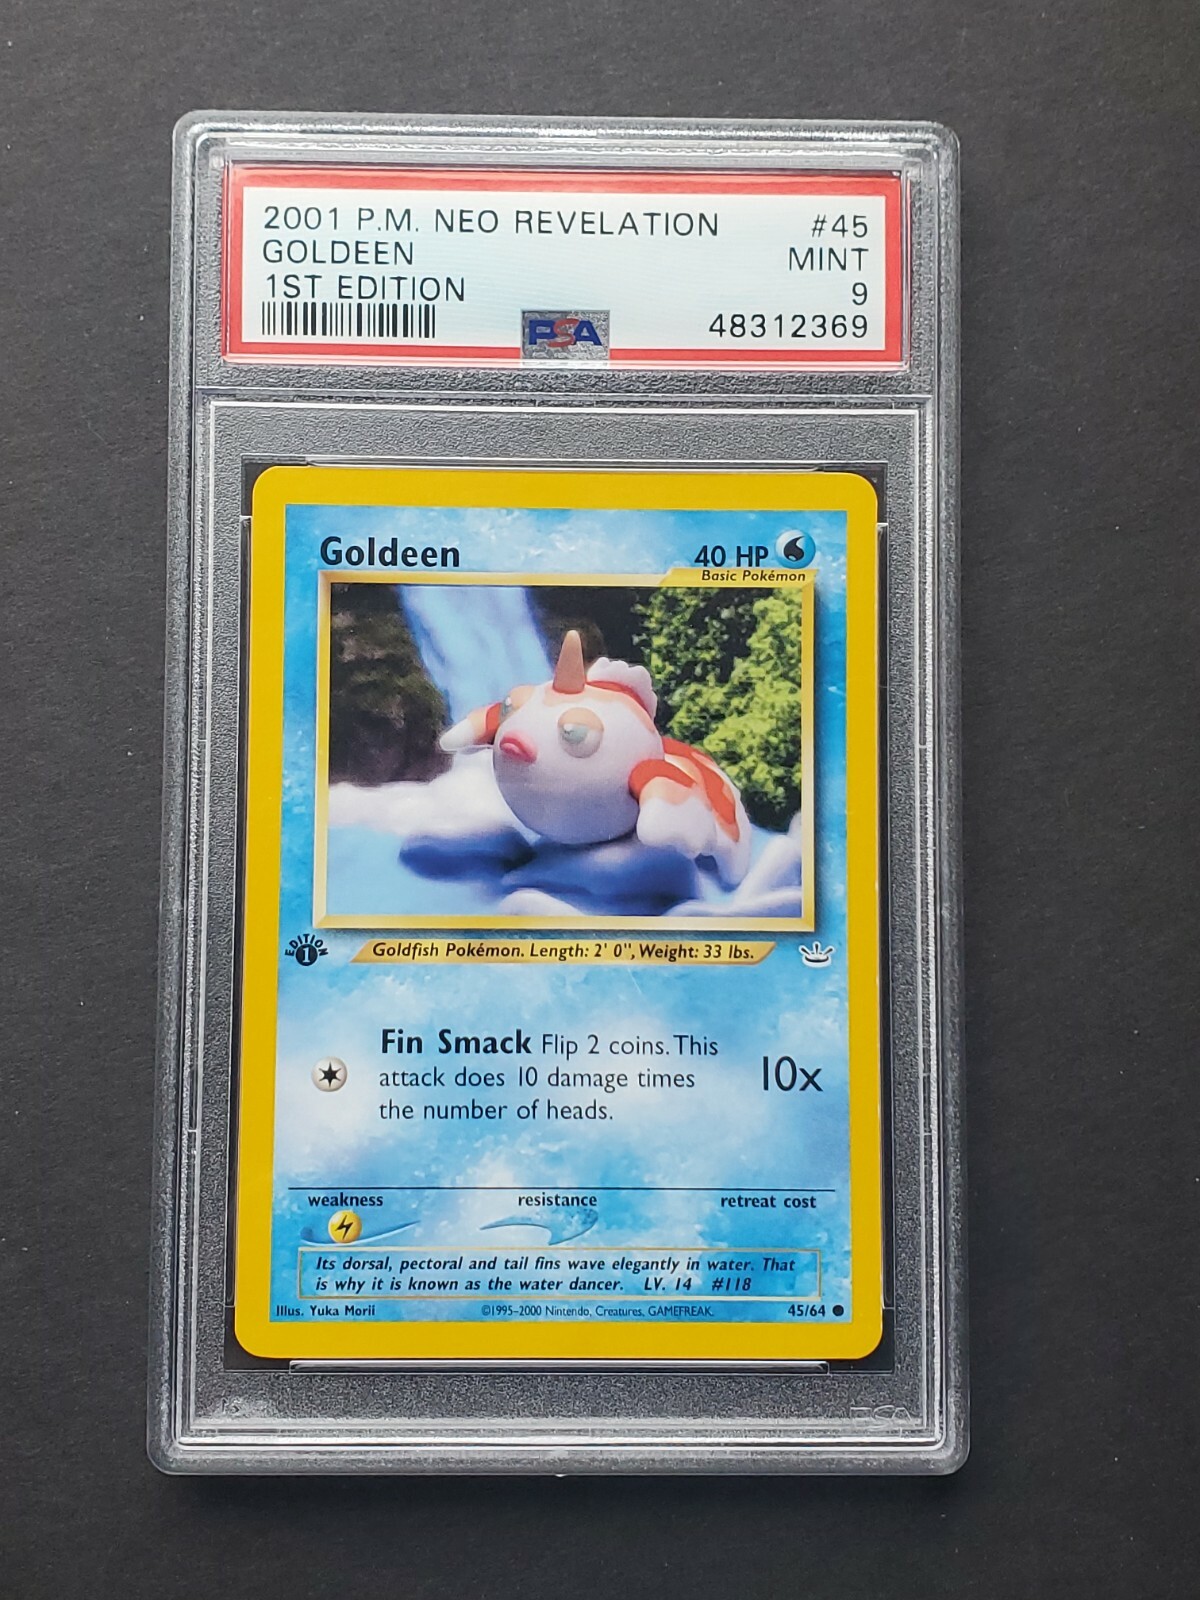 2001 P.M. NEO REVELATION #45
GOLDEEN MINT
1ST EDITION 9
PSA 48312369
Goldeen 40 HP
Basic Pokémon
EDITION 1
Goldfish Pokémon. Length: 2' 0", Weight: 33 lbs.
Fin Smack Flip 2 coins. This
attack does 10 damage times
the number of heads.
10x
weakness resistance retreat cost
Its dorsal, pectoral and tail fins wave elegantly in water. That
is why it is known as the water dancer. LV. 14 #118
Illus. Yuka Morii ©1995-2000 Nintendo, Creatures, GAMEFREAK. 45/64
PSA